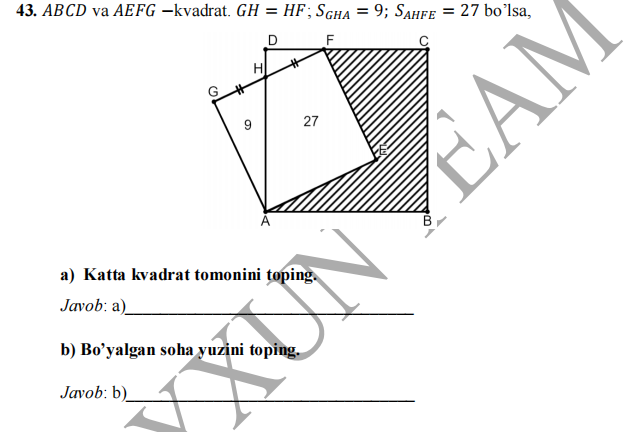 43. ABCD va AEFG −kvadrat. GH = HF; S_GHA = 9; S_AHFE = 27 bo’lsa,
D F C
H
G
9 27
E
A B
a) Katta kvadrat tomonini toping.
Javob: a)
b) Bo’yalgan soha yuzini toping.
Javob: b)